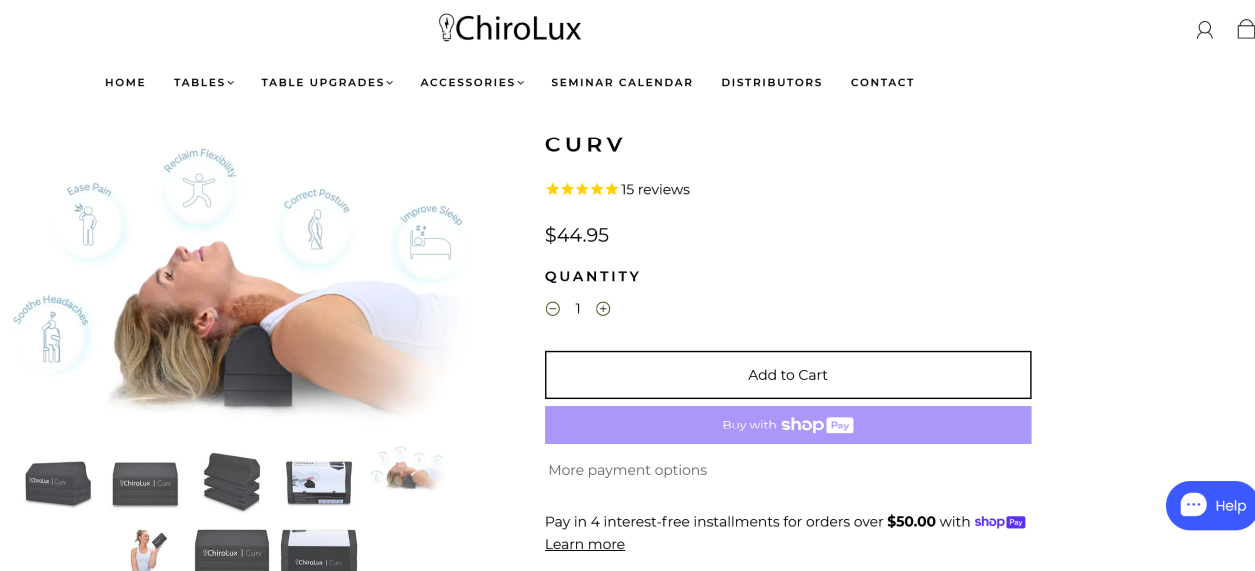 ChiroLux
HOME TABLES TABLE UPGRADES ACCESSORIES SEMINAR CALENDAR DISTRIBUTORS CONTACT
Soothe Headaches
Ease Pain
Reclaim Flexibility
Correct Posture
Improve Sleep
CURV
15 reviews
$44.95
QUANTITY
1
Add to Cart
Buy with shop Pay
More payment options
Pay in 4 interest-free installments for orders over $50.00 with shop Pay
Learn more
ChiroLux | Curv
ChiroLux | Curv
ChiroLux | Curv
ChiroLux | Curv
Help